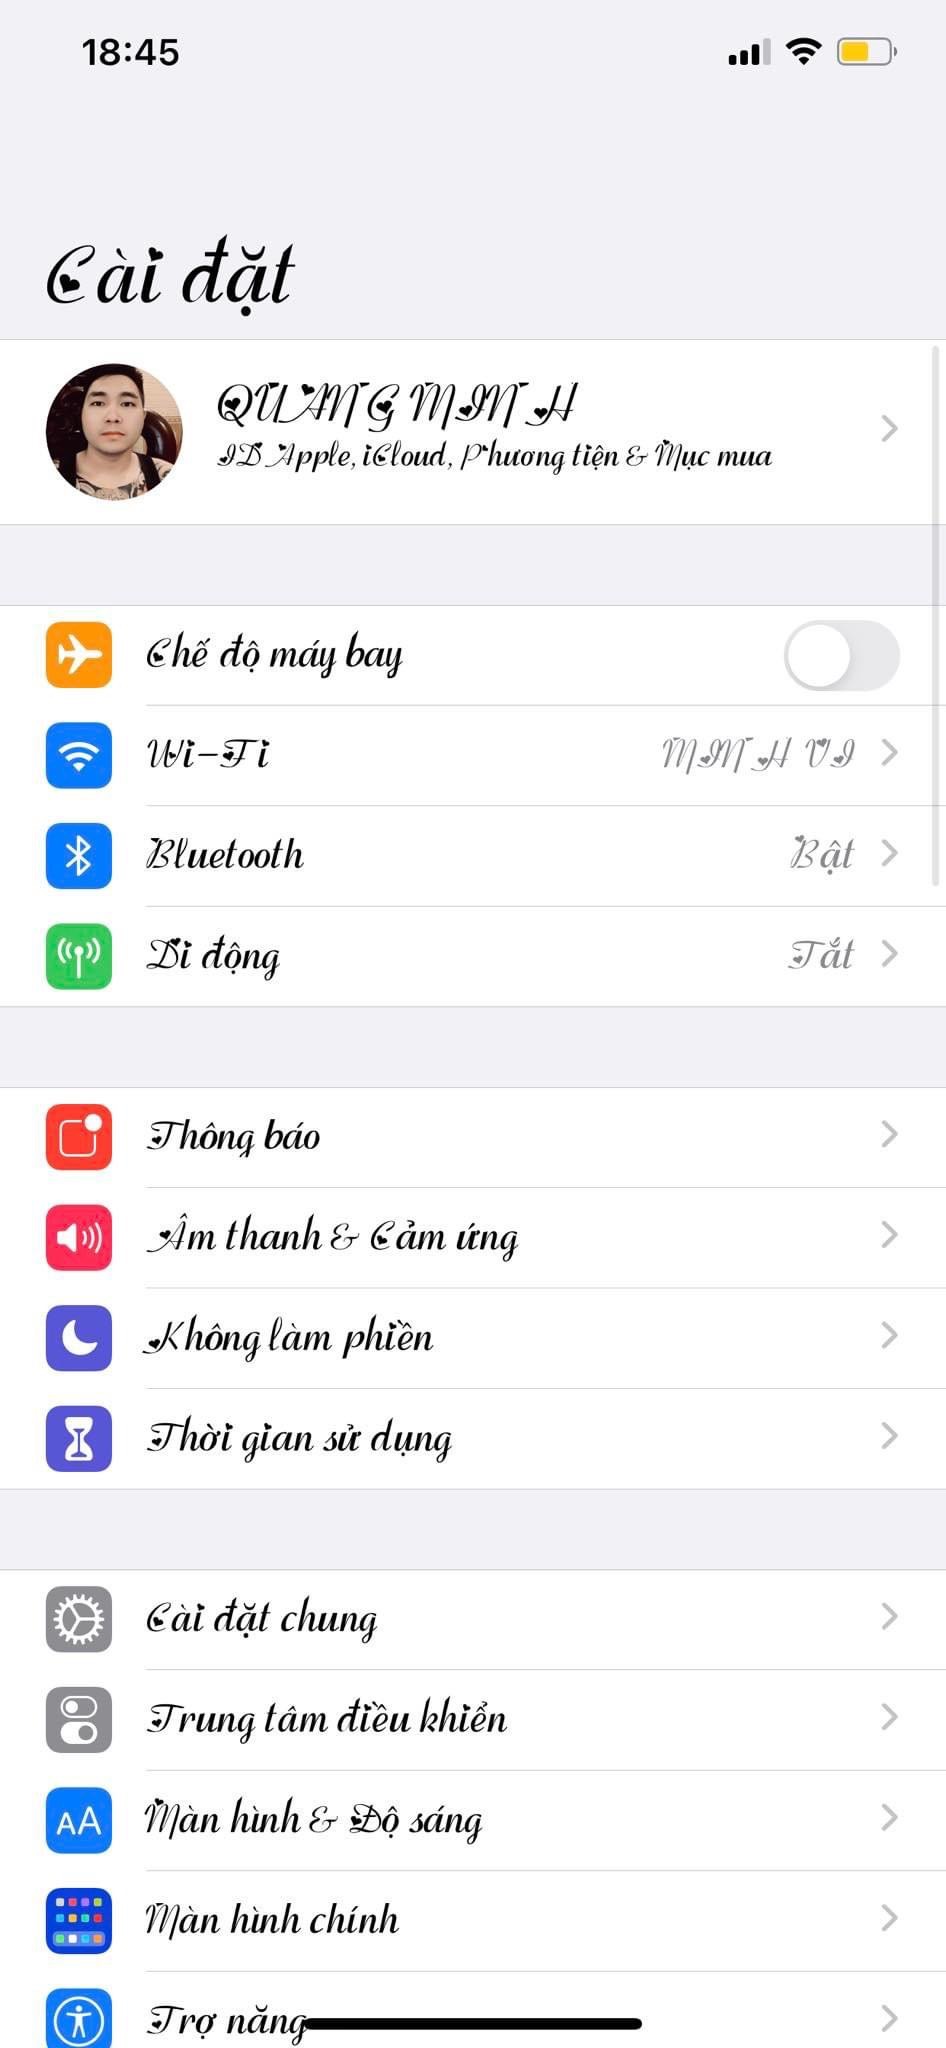 18:45
Cài đặt
QUANG MINH
ID Apple, iCloud, Phương tiện & Mục mua
Chế độ máy bay
Wi-Fi MINH VI
Bluetooth Bật
Di động Tắt
Thông báo
Âm thanh & Cảm ứng
Không làm phiền
Thời gian sử dụng
Cài đặt chung
Trung tâm điều khiển
AA Màn hình & Độ sáng
Màn hình chính
Trợ năng